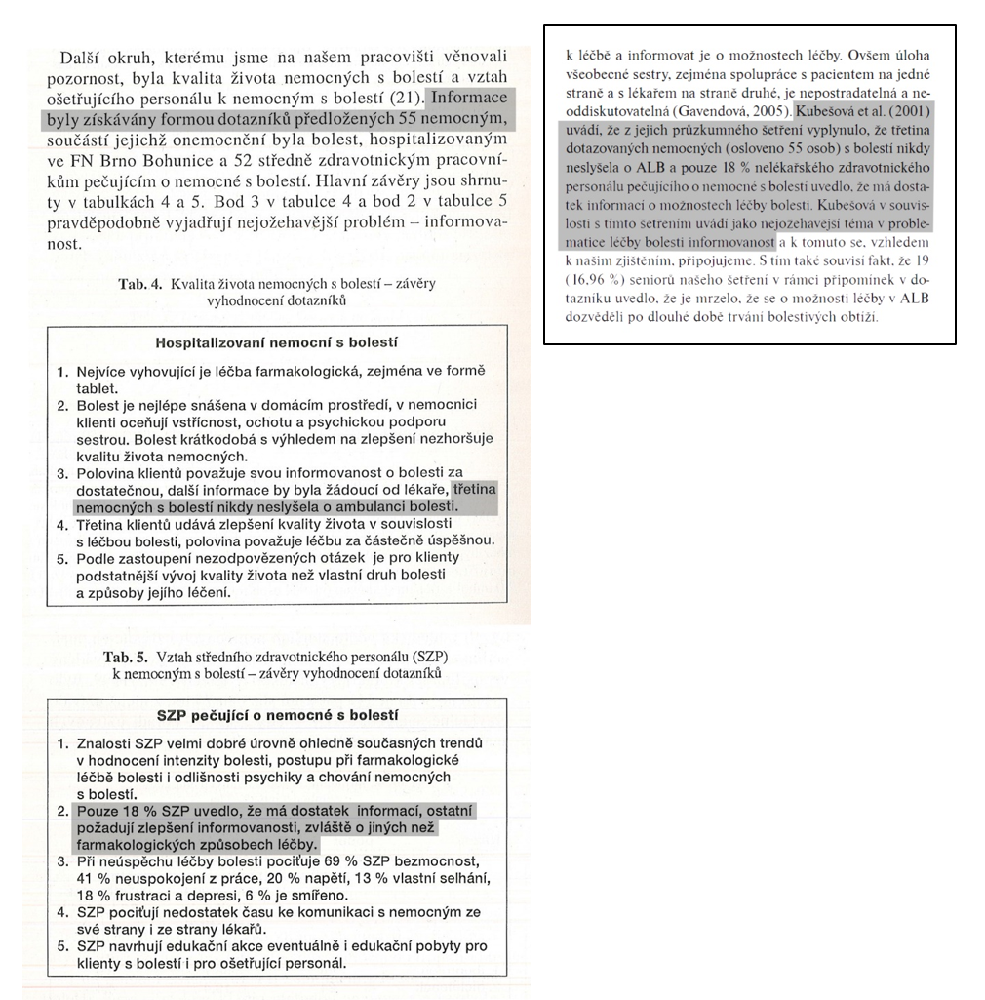 Další okruh, kterému jsme na našem pracovišti věnovali
pozornost, byla kvalita života nemocných s bolestí a vztah
ošetřujícího personálu k nemocným s bolestí (21). Informace
byly získávány formou dotazníků předložených 55 nemocným,
součástí jejichž onemocnění byla bolest, hospitalizovaným
ve FN Brno Bohunice a 52 středně zdravotnickým pracovní-
kům pečujícím o nemocné s bolestí. Hlavní závěry jsou shrnu-
ty v tabulkách 4 a 5. Bod 3 v tabulce 4 a bod 2 v tabulce 5
pravděpodobně vyjadřují nejožehavější problém – informova-
nost.
Tab. 4. Kvalita života nemocných s bolestí – závěry
vyhodnocení dotazníků
Hospitalizovaní nemocní s bolestí
1. Nejvíce vyhovující je léčba farmakologická, zejména ve formě
tablet.
2. Bolest je nejlépe snášena v domácím prostředí, v nemocnici
klienti oceňují vstřícnost, ochotu a psychickou podporu
sestrou. Bolest krátkodobá s výhledem na zlepšení nezhoršuje
kvalitu života nemocných.
3. Polovina klientů považuje svou informovanost o bolesti za
dostatečnou, další informace by byla žádoucí od lékaře, třetina
nemocných s bolestí nikdy neslyšela o ambulanci bolesti.
4. Třetina klientů udává zlepšení kvality života v souvislosti
s léčbou bolesti, polovina považuje léčbu za částečně úspěšnou.
5. Podle zastoupení nezodpovězených otázek je pro klienty
podstatnější vývoj kvality života než vlastní druh bolesti
a způsoby jejího léčení.
Tab. 5. Vztah středního zdravotnického personálu (SZP)
k nemocným s bolestí – závěry vyhodnocení dotazníků
SZP pečující o nemocné s bolestí
1. Znalosti SZP velmi dobré úrovně ohledně současných trendů
v hodnocení intenzity bolesti, postupu při farmakologické
léčbě bolesti i odlišnosti psychiky a chování nemocných
s bolestí.
2. Pouze 18 % SZP uvedlo, že má dostatek informací, ostatní
požadují zlepšení informovanosti, zvláště o jiných než
farmakologických způsobech léčby.
3. Při neúspěchu léčby bolesti pociťuje 69 % SZP bezmocnost,
41 % neuspokojení z práce, 20 % napětí, 13 % vlastní selhání,
18 % frustraci a depresi, 6 % je smířeno.
4. SZP pociťují nedostatek času ke komunikaci s nemocným ze
své strany i ze strany lékařů.
5. SZP navrhují edukační akce eventuálně i edukační pobyty pro
klienty s bolestí i pro ošetřující personál.
k léčbě a informovat je o možnostech léčby. Ovšem úloha
všeobecné sestry, zejména spolupráce s pacientem na jedné
straně a s lékařem na straně druhé, je nepostradatelná a ne-
oddiskutovatelná (Gavendová, 2005). Kubešová et al. (2001)
uvádí, že z jejich průzkumného šetření vyplynulo, že třetina
dotazovaných nemocných (osloveno 55 osob) s bolestí nikdy
neslyšela o ALB a pouze 18 % nelékařského zdravotnického
personálu pečujícího o nemocné s bolestí uvedlo, že má dosta-
tek informací o možnostech léčby bolesti. Kubešová v souvis-
losti s tímto šetřením uvádí jako nejožehavější téma v proble-
matice léčby bolesti informovanost a k tomuto se, vzhledem
k našim zjištěním, připojujeme. S tím také souvisí fakt, že 19
(16,96 %) seniorů našeho šetření v rámci připomínek v do-
tazníku uvedlo, že je mrzelo, že se o možnosti léčby v ALB
dozvěděli po dlouhé době trvání bolestivých obtíží.